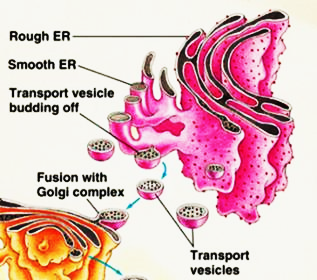 Rough ER
Smooth ER
Transport vesicle
budding off
Fusion with
Golgi complex
Transport
vesicles